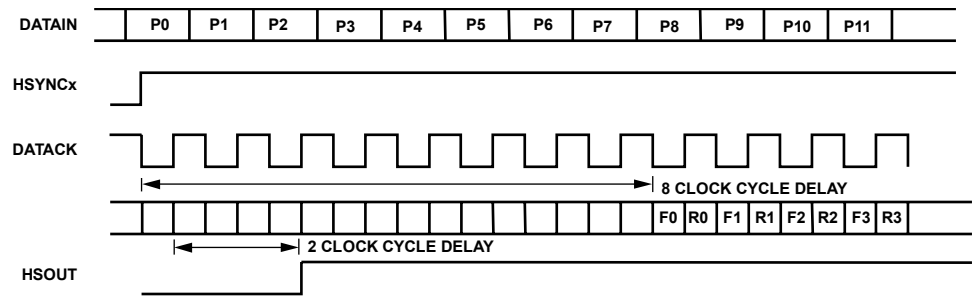 DATAIN P0 P1 P2 P3 P4 P5 P6 P7 P8 P9 P10 P11
HSYNCx
DATACK
8 CLOCK CYCLE DELAY
F0 R0 F1 R1 F2 R2 F3 R3
2 CLOCK CYCLE DELAY
HSOUT